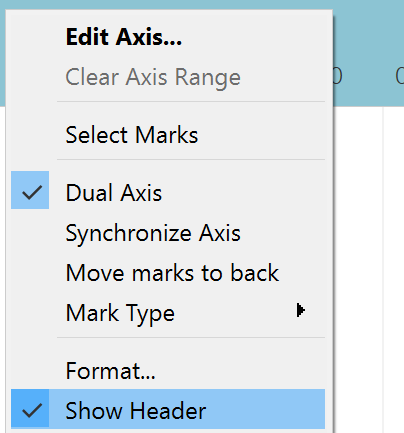 Edit Axis...
Clear Axis Range
0
Select Marks
Dual Axis
Synchronize Axis
Move marks to back
Mark Type
Format...
Show Header